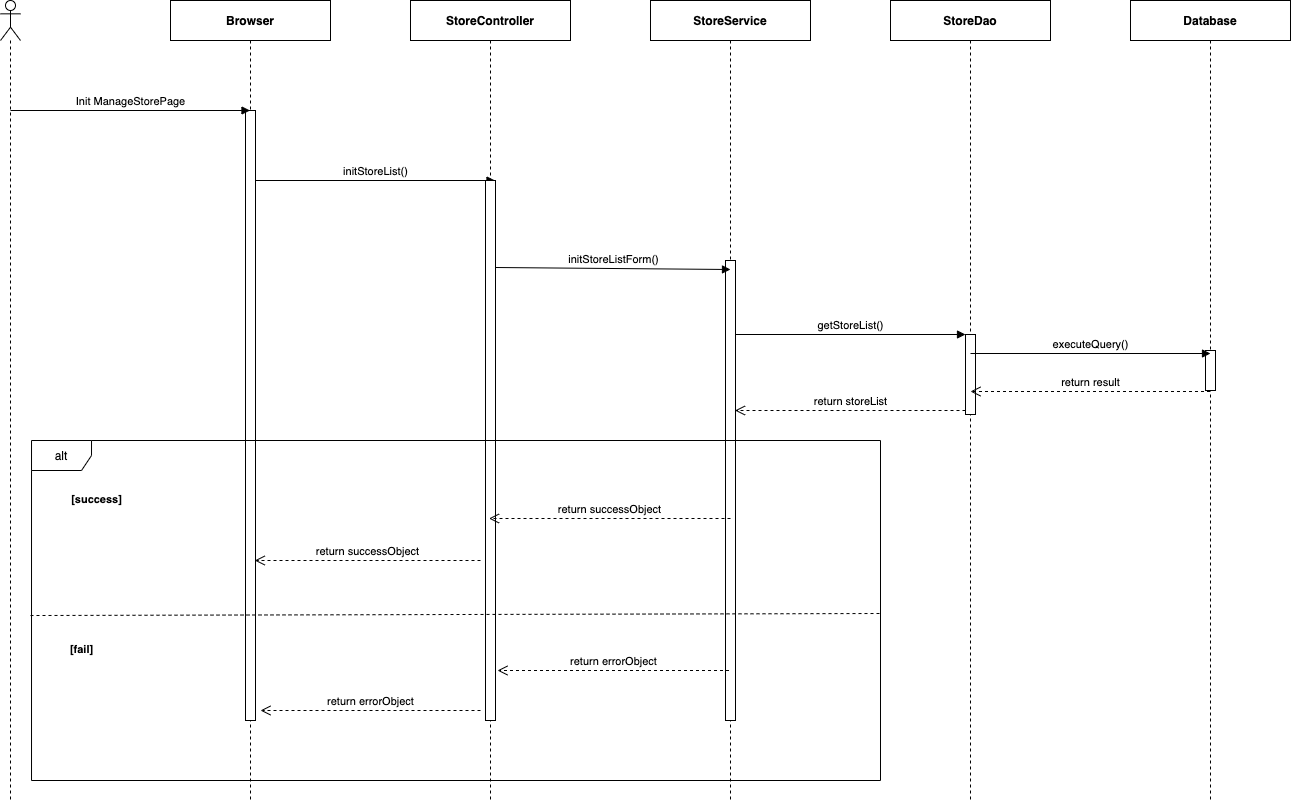 Browser
StoreController
StoreService
StoreDao
Database
Init ManageStorePage
initStoreList()
initStoreListForm()
getStoreList()
executeQuery()
return result
return storeList
alt
[success]
return successObject
return successObject
[fail]
return errorObject
return errorObject